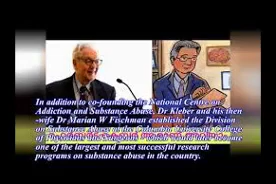 In addition to co-founding the National Centre on
Addiction and Substance Abuse, Dr Kleber and his then
-wife Dr Marian W Fischman established the Division
on Substance Abuse at the Columbia University College
of
one of the largest and most successful research
programs on substance abuse in the country.